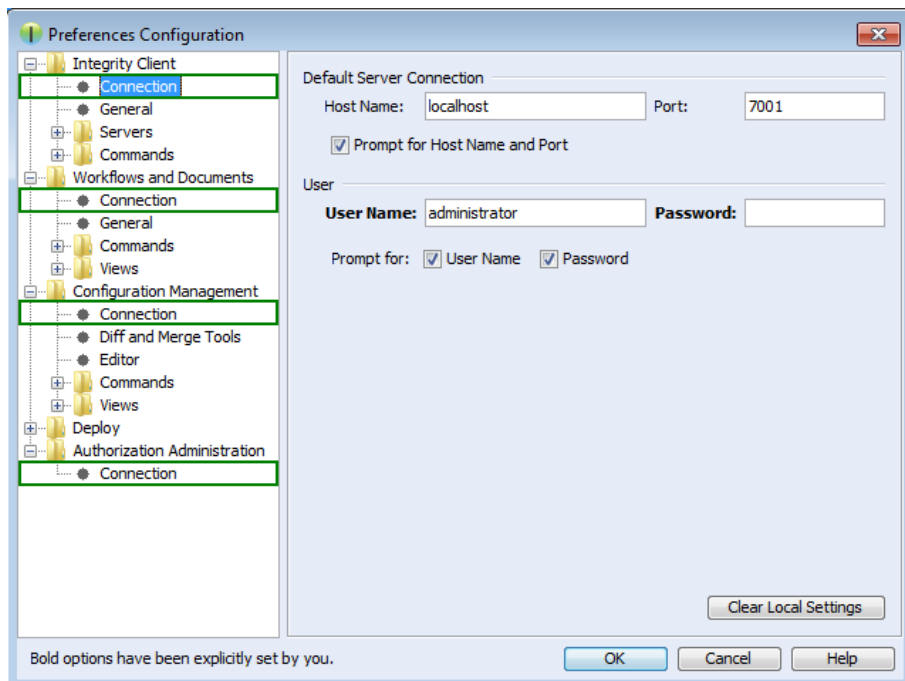 Preferences Configuration
Integrity Client
Connection
General
Servers
Commands
Workflows and Documents
Connection
General
Commands
Views
Configuration Management
Connection
Diff and Merge Tools
Editor
Commands
Views
Deploy
Authorization Administration
Connection
Default Server Connection
Host Name: localhost Port: 7001
Prompt for Host Name and Port
User
User Name: administrator Password:
Prompt for: User Name Password
Clear Local Settings
Bold options have been explicitly set by you. OK Cancel Help